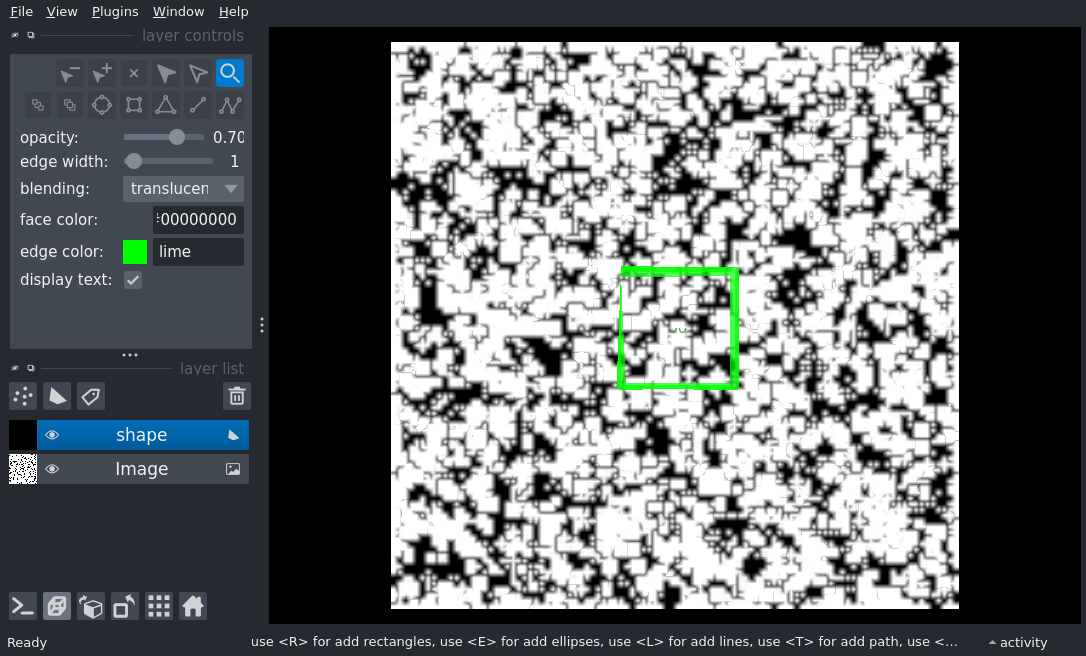 File View Plugins Window Help
layer controls
opacity: 0.70
edge width: 1
blending: translucen
face color: 00000000
edge color: lime
display text:
layer list
shape
Image
Ready
use <R> for add rectangles, use <E> for add ellipses, use <L> for add lines, use <T> for add path, use <...
activity